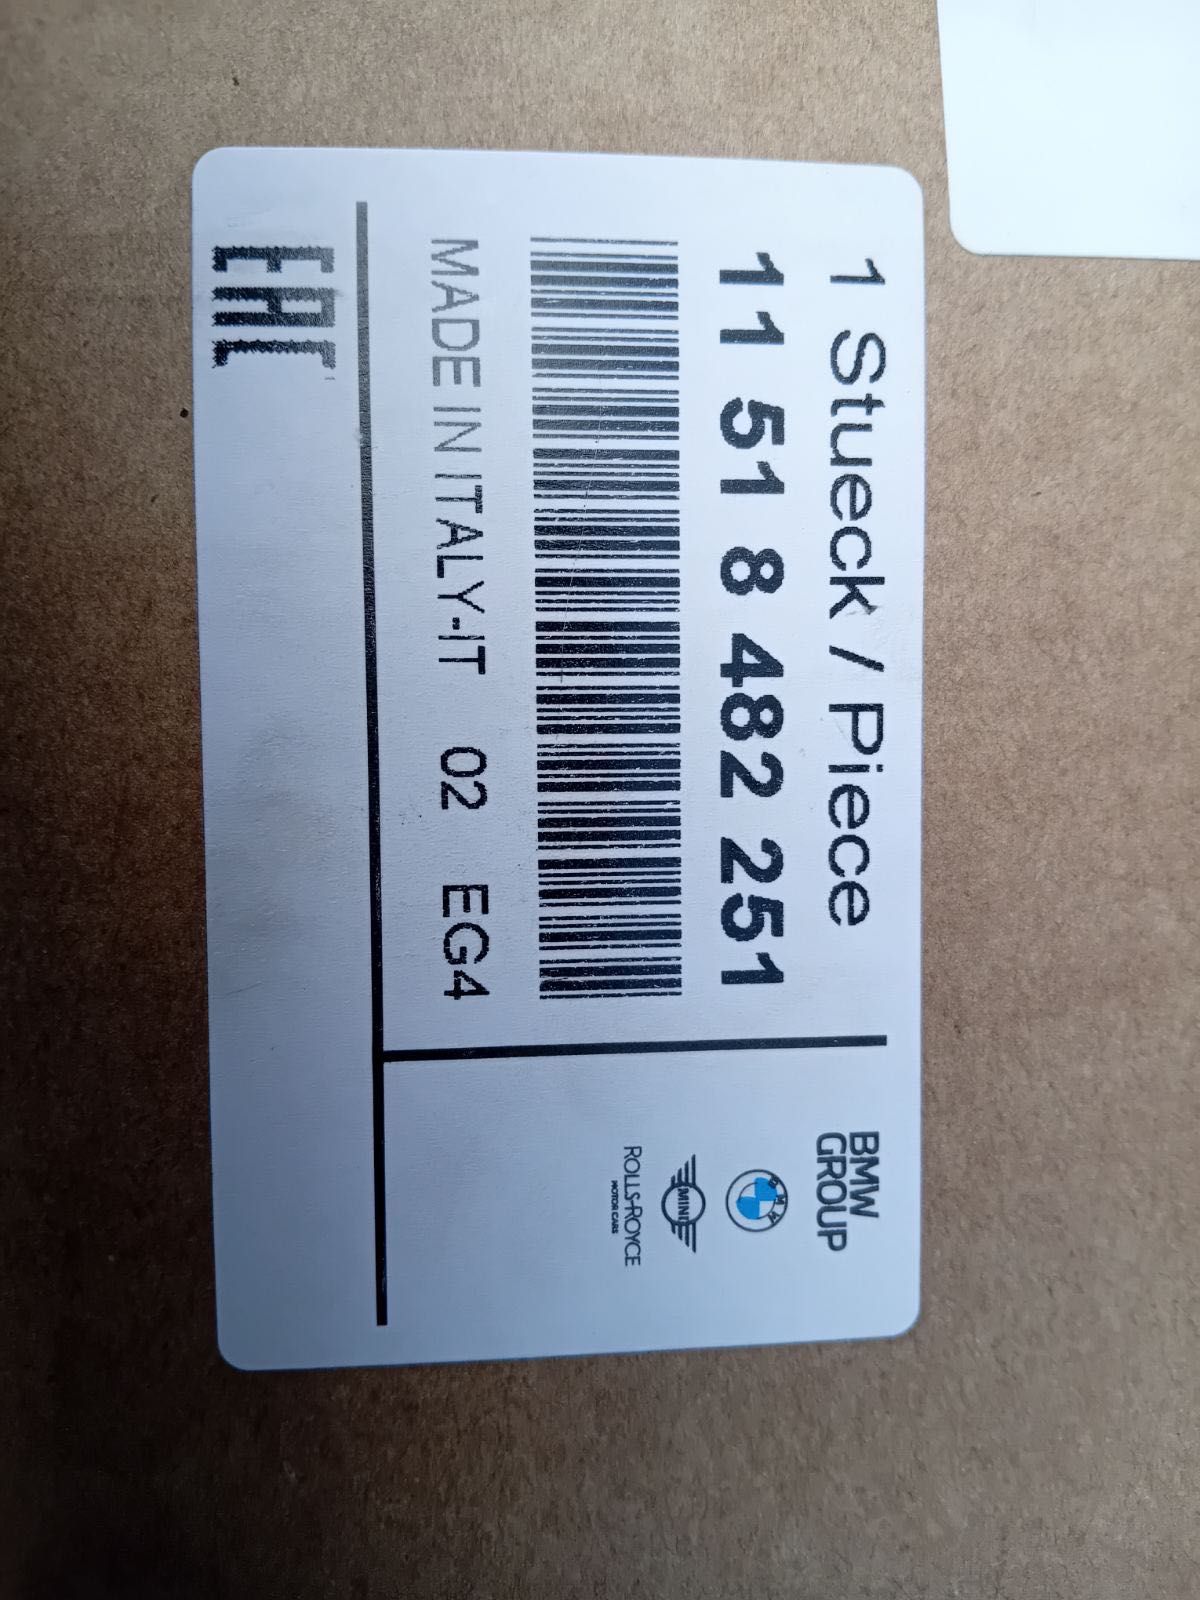 1 Stueck / Piece
11 51 8 482 251
MADE IN ITALY-IT 02 EG4
EAC
BMW
GROUP
BMW
MINI
ROLLS-ROYCE
MOTOR CARS